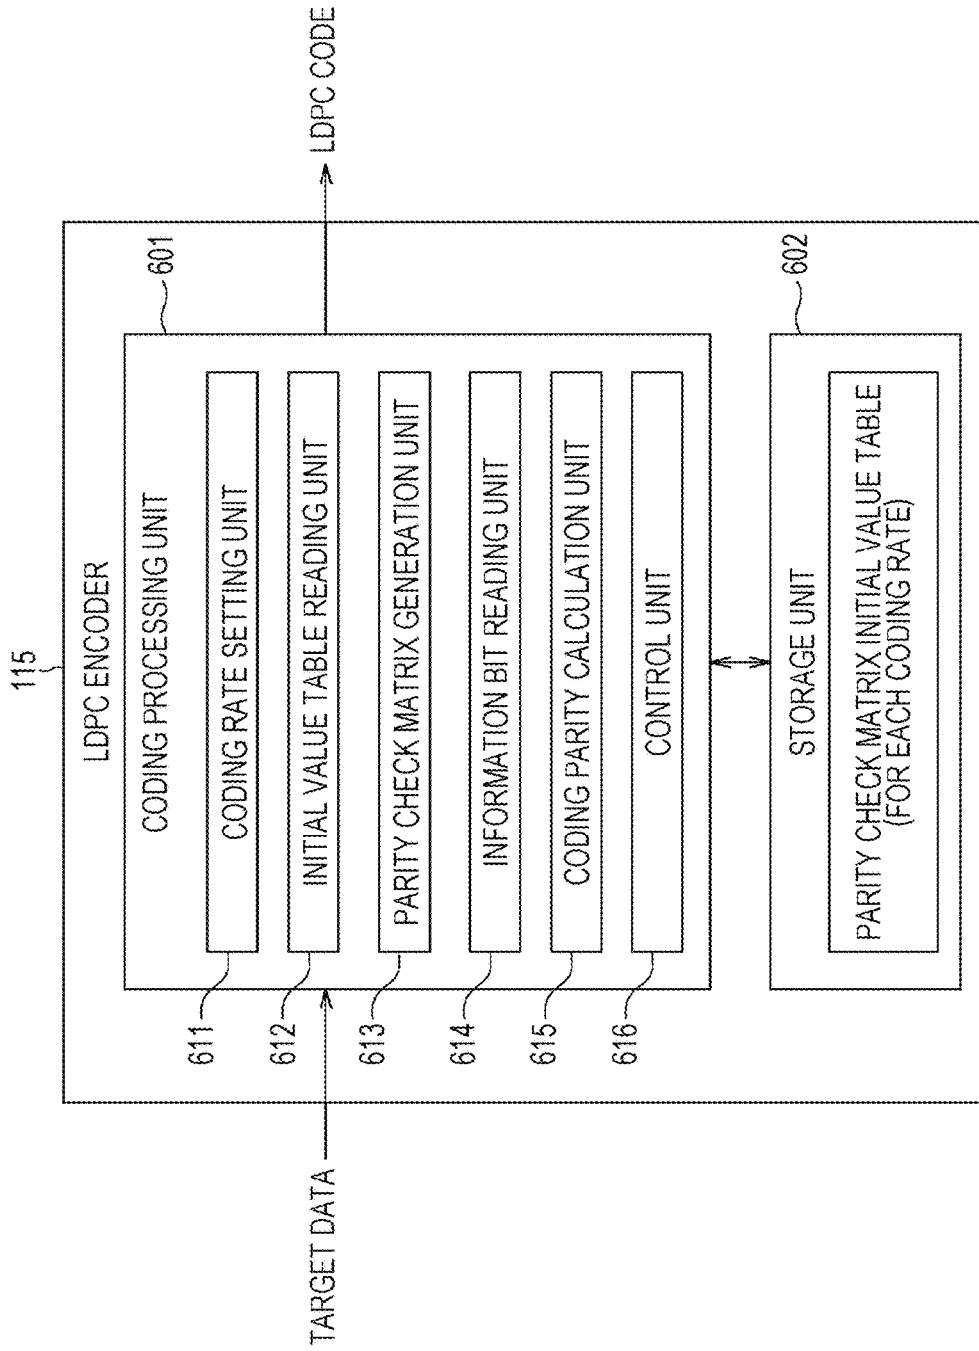 115
LDPC ENCODER
601
CODING PROCESSING UNIT
611
CODING RATE SETTING UNIT
612
INITIAL VALUE TABLE READING UNIT
TARGET DATA
LDPC CODE
613
PARITY CHECK MATRIX GENERATION UNIT
614
INFORMATION BIT READING UNIT
615
CODING PARITY CALCULATION UNIT
616
CONTROL UNIT
602
STORAGE UNIT
PARITY CHECK MATRIX INITIAL VALUE TABLE
(FOR EACH CODING RATE)